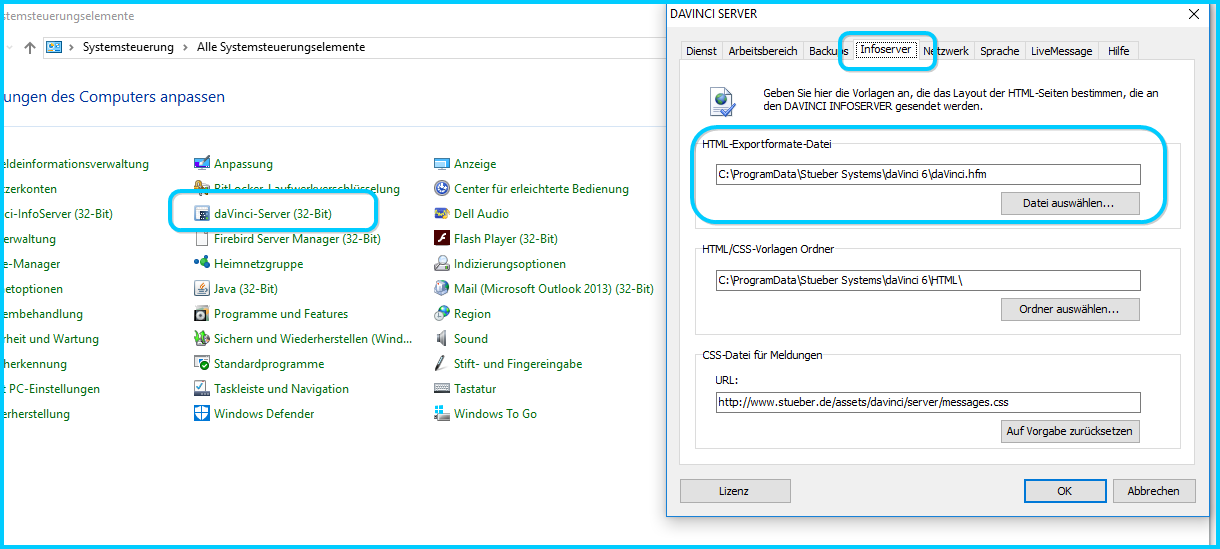 stemsteuerungselemente
Systemsteuerung > Alle Systemsteuerungselemente
ungen des Computers anpassen
eldeinformationsverwaltung
Anpassung
Anzeige
tzerkonten
BitLocker-Laufwerkverschlüsselung
Center für erleichterte Bedienung
ci-InfoServer (32-Bit)
daVinci-Server (32-Bit)
Dell Audio
erwaltung
Firebird Server Manager (32-Bit)
Flash Player (32-Bit)
e-Manager
Heimnetzgruppe
Indizierungsoptionen
netoptionen
Java (32-Bit)
Mail (Microsoft Outlook 2013) (32-Bit)
embehandlung
Programme und Features
Region
rheit und Wartung
Sichern und Wiederherstellen (Wind...
Sound
herkennung
Standardprogramme
Stift- und Fingereingabe
t PC-Einstellungen
Taskleiste und Navigation
Tastatur
erherstellung
Windows Defender
Windows To Go
DAVINCI SERVER
Dienst
Arbeitsbereich
Backups
Infoserver
Netzwerk
Sprache
LiveMessage
Hilfe
Geben Sie hier die Vorlagen an, die das Layout der HTML-Seiten bestimmen, die an
den DAVINCI INFOSERVER gesendet werden.
HTML-Exportformate-Datei
C:\ProgramData\Stueber Systems\daVinci 6\daVinci.hfm
Datei auswählen...
HTML/CSS-Vorlagen Ordner
C:\ProgramData\Stueber Systems\daVinci 6\HTML\
Ordner auswählen...
CSS-Datei für Meldungen
URL:
http://www.stueber.de/assets/davinci/server/messages.css
Auf Vorgabe zurücksetzen
Lizenz
OK
Abbrechen